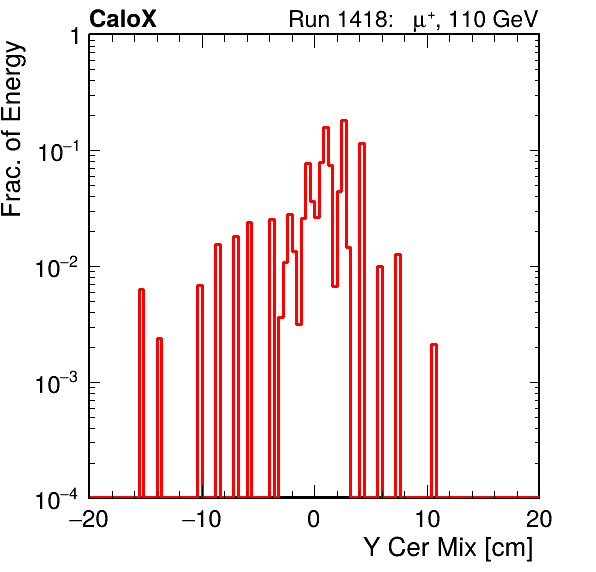 CaloX Run 1418: μ⁺, 110 GeV
Frac. of Energy
1
10⁻¹
10⁻²
10⁻³
10⁻⁴
−20 −10 0 10 20
Y Cer Mix [cm]